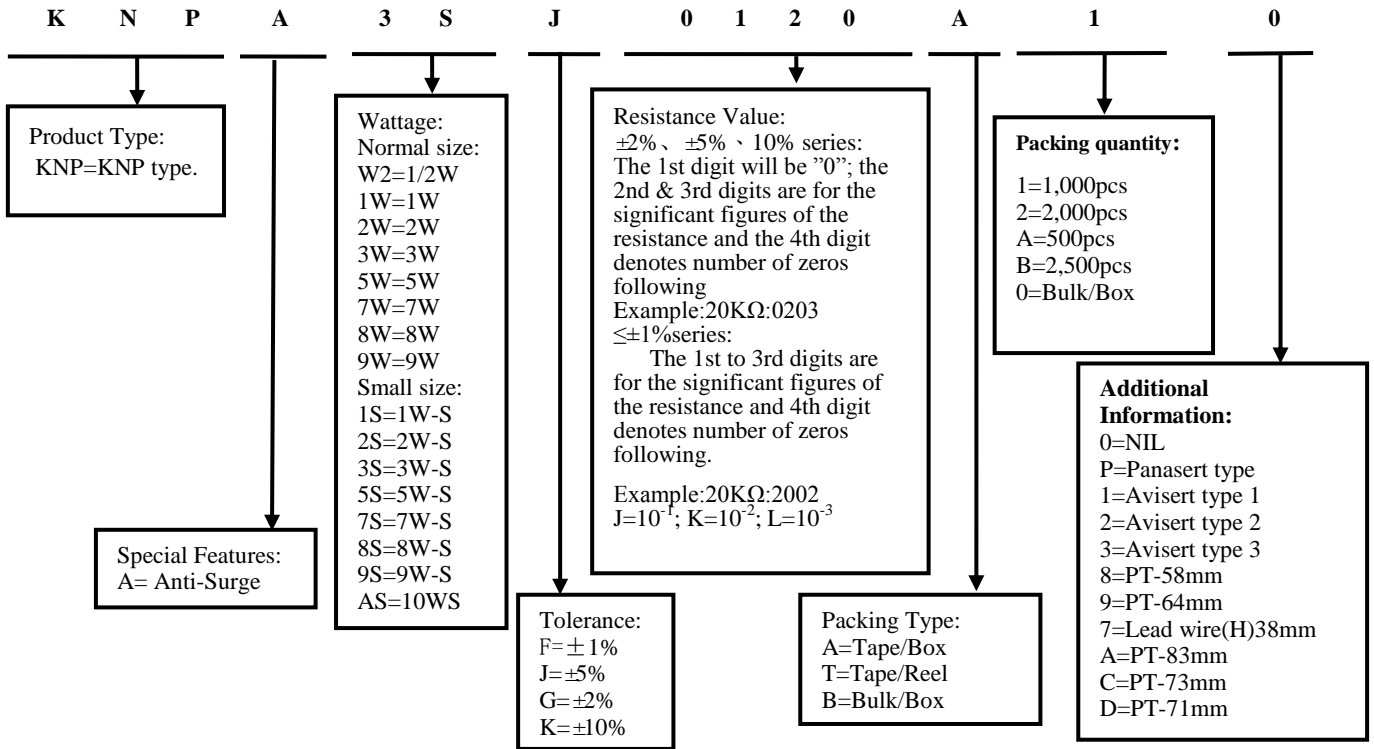 K N P A 3 S J 0 1 2 0 A 1 0
Product Type:
KNP=KNP type.
Special Features:
A= Anti-Surge
Wattage:
Normal size:
W2=1/2W
1W=1W
2W=2W
3W=3W
5W=5W
7W=7W
8W=8W
9W=9W
Small size:
1S=1W-S
2S=2W-S
3S=3W-S
5S=5W-S
7S=7W-S
8S=8W-S
9S=9W-S
AS=10WS
Tolerance:
F=±1%
J=±5%
G=±2%
K=±10%
Resistance Value:
±2%、±5%、10% series:
The 1st digit will be ”0”; the
2nd & 3rd digits are for the
significant figures of the
resistance and the 4th digit
denotes number of zeros
following
Example:20KΩ:0203
≤±1%series:
The 1st to 3rd digits are
for the significant figures of
the resistance and 4th digit
denotes number of zeros
following.
Example:20KΩ:2002
J=10⁻¹; K=10⁻²; L=10⁻³
Packing Type:
A=Tape/Box
T=Tape/Reel
B=Bulk/Box
Packing quantity:
1=1,000pcs
2=2,000pcs
A=500pcs
B=2,500pcs
0=Bulk/Box
Additional
Information:
0=NIL
P=Panasert type
1=Avisert type 1
2=Avisert type 2
3=Avisert type 3
8=PT-58mm
9=PT-64mm
7=Lead wire(H)38mm
A=PT-83mm
C=PT-73mm
D=PT-71mm